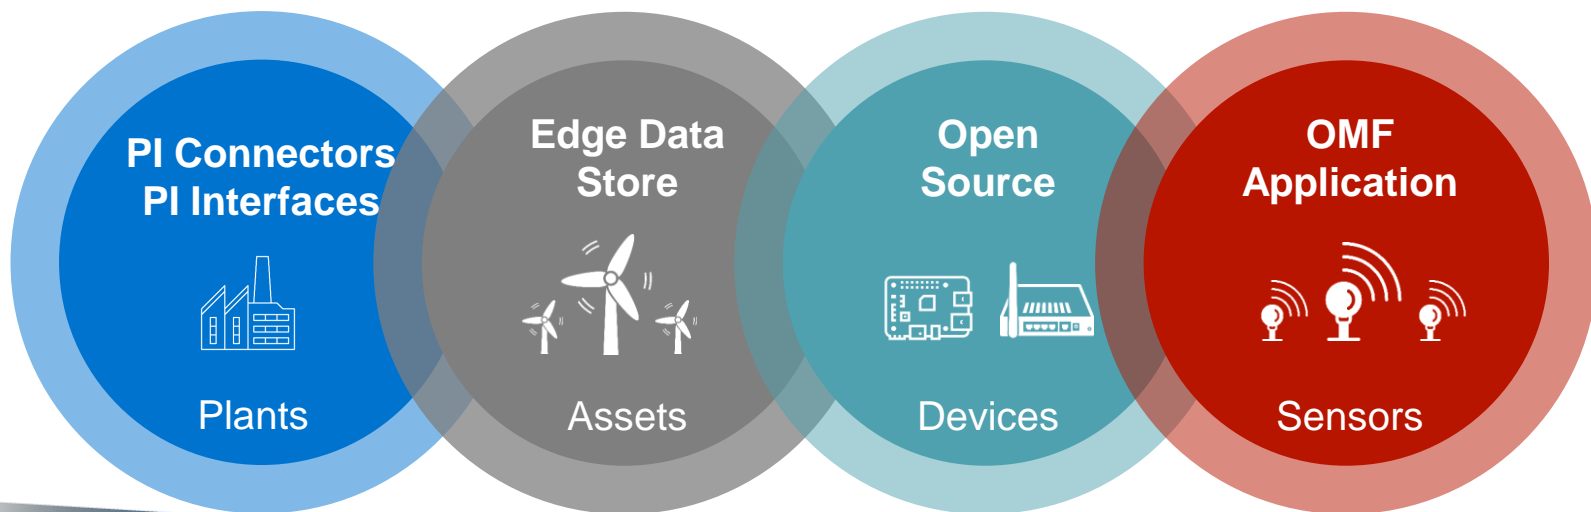 PI Connectors
PI Interfaces
Plants
Edge Data
Store
Assets
Open
Source
Devices
OMF
Application
Sensors